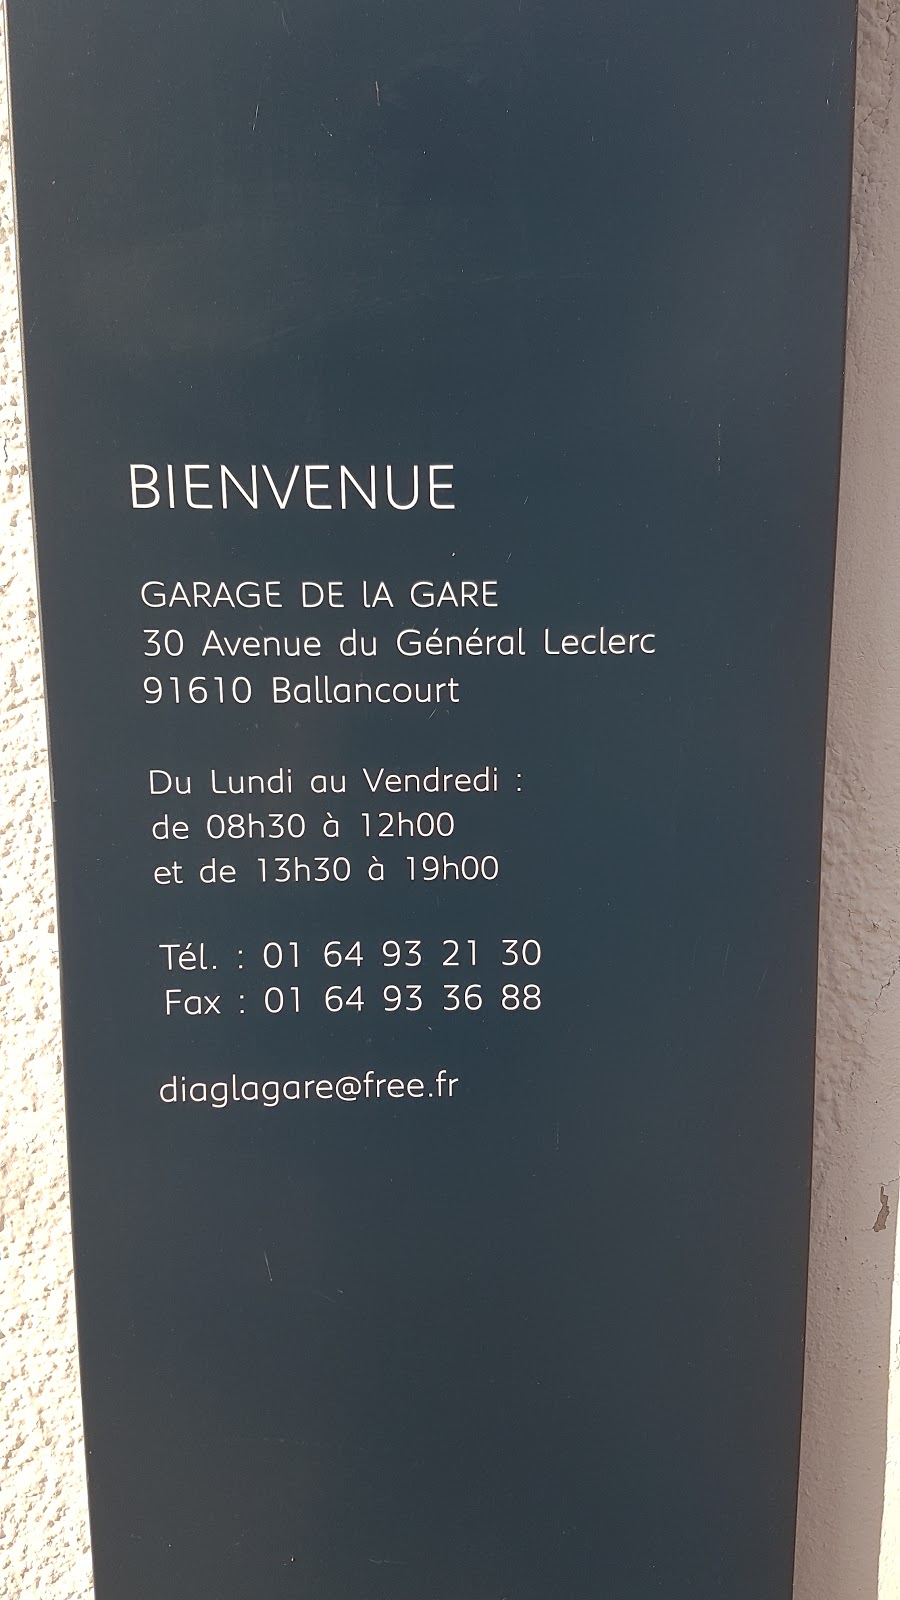 BIENVENUE
GARAGE DE lA GARE
30 Avenue du Général Leclerc
91610 Ballancourt
Du Lundi au Vendredi :
de 08h30 à 12h00
et de 13h30 à 19h00
Tél. : 01 64 93 21 30
Fax : 01 64 93 36 88
diaglagare@free.fr